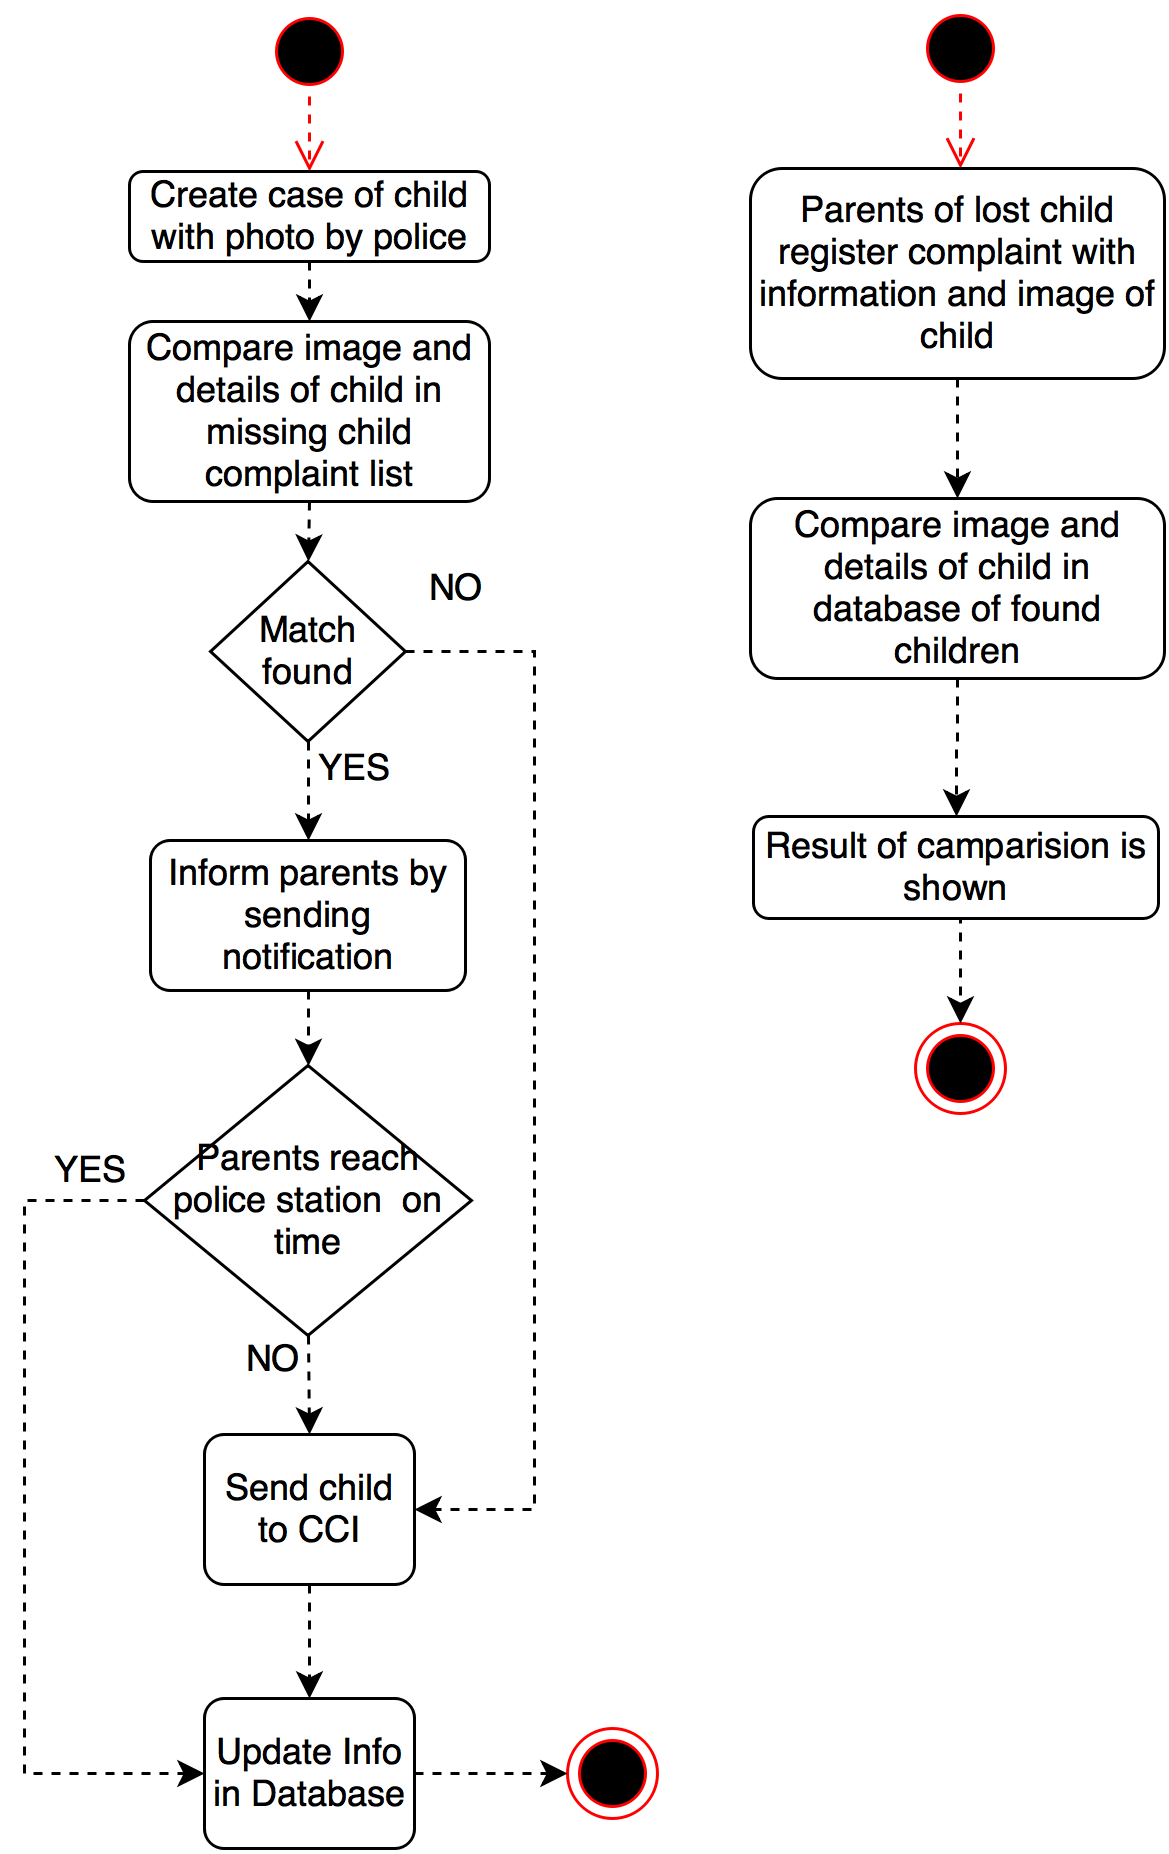 Create case of child
with photo by police
Compare image and
details of child in
missing child
complaint list
Match
found
NO
YES
Inform parents by
sending
notification
Parents reach
police station  on
time
YES
NO
Send child
to CCI
Update Info
in Database
Parents of lost child
register complaint with
information and image of
child
Compare image and
details of child in
database of found
children
Result of camparision is
shown